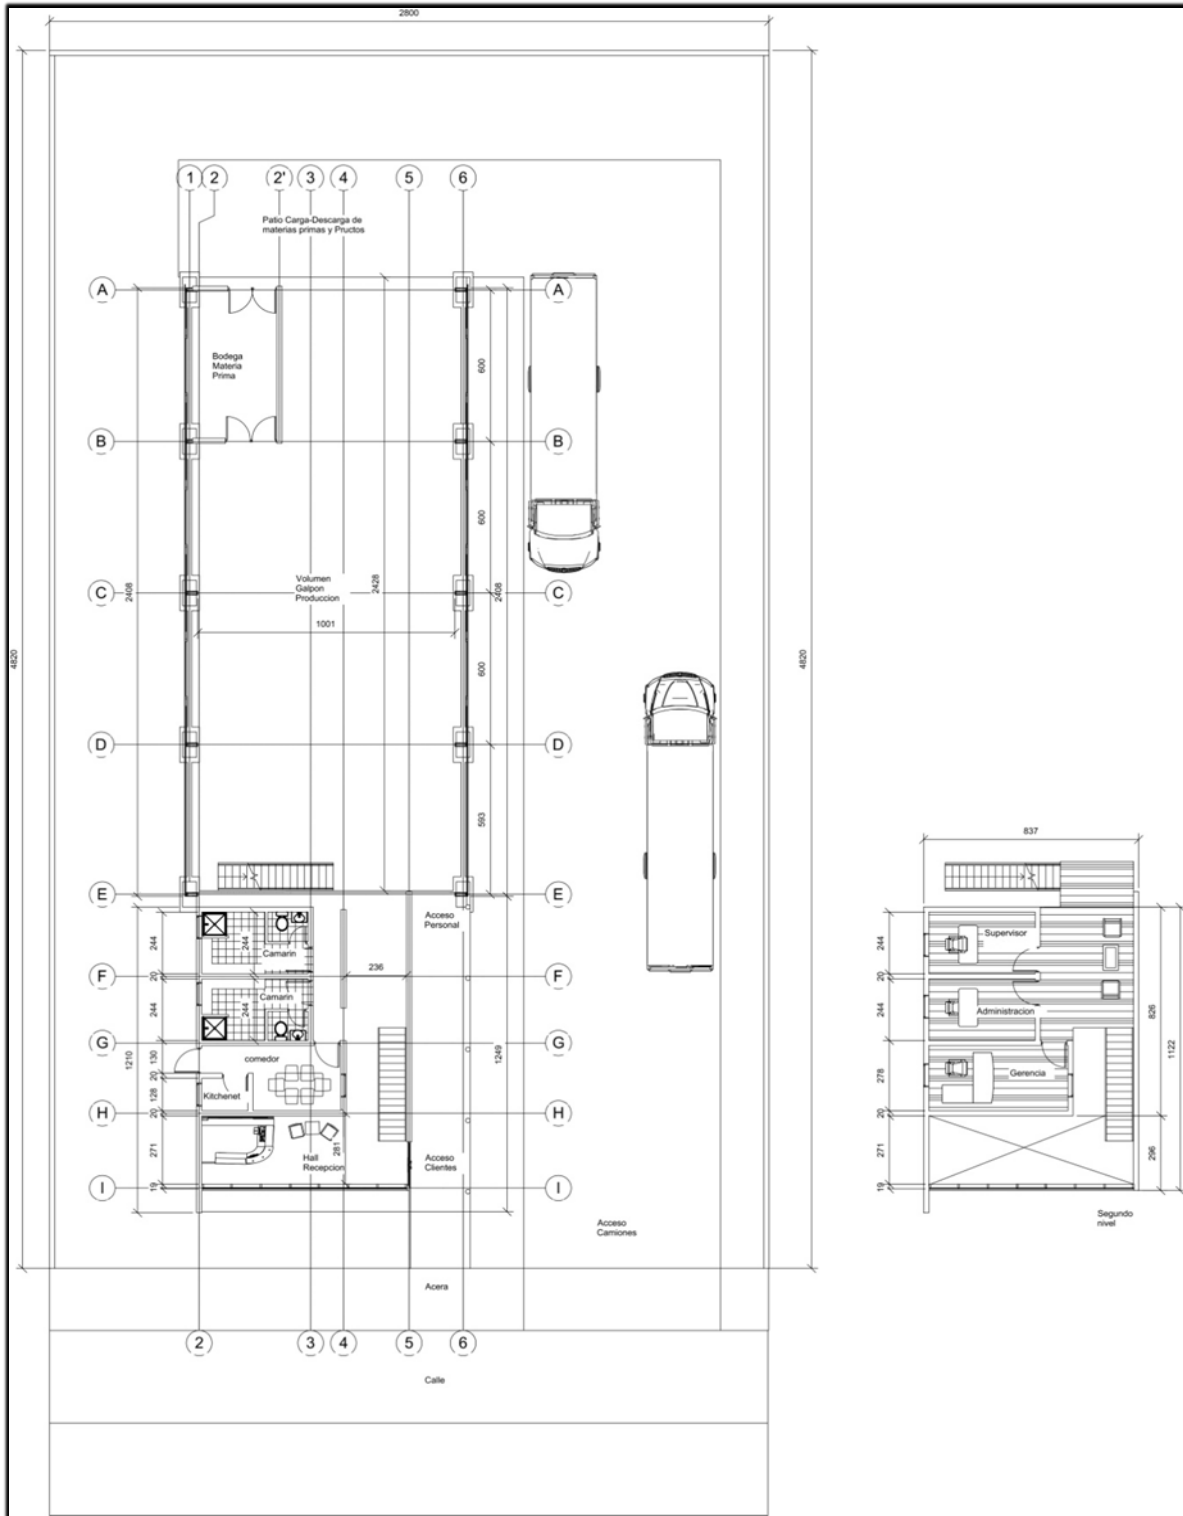 2800
1
2
2'
3
4
5
6
Patio Carga-Descarga de
materias primas y Pructos
A
A
Bodega
Materia
Prima
600
B
B
600
Volumen
Galpon
Produccion
2428
2408
2408
C
C
1001
4820
4820
600
D
D
593
837
E
E
Acceso
Personal
244
244
Camarin
Supervisor
244
F
20
236
F
20
Camarin
244
244
Administracion
244
826
G
G
1210
130
comedor
1249
1122
20
Kitchenet
128
278
Gerencia
H
20
H
20
271
Hall
Recepcion
281
Acceso
Clientes
271
296
I
19
I
19
Acceso
Camiones
Segundo
nivel
Acera
2
3
4
5
6
Calle